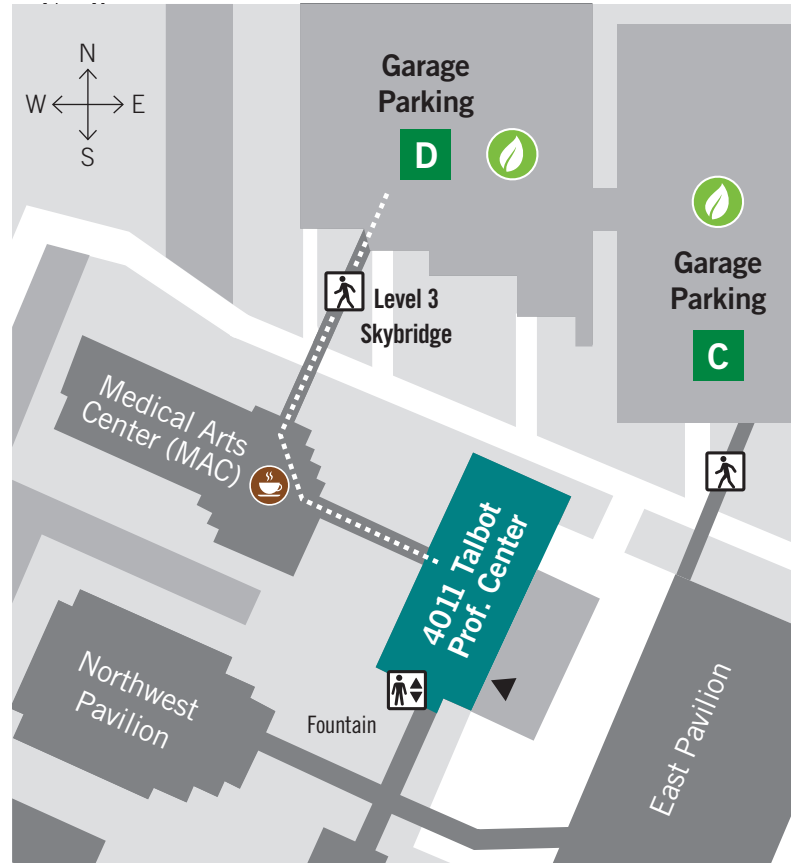 N
W E
S
Garage
Parking
D
Garage
Parking
C
Level 3
Skybridge
Medical Arts
Center (MAC)
4011 Talbot
Prof. Center
Northwest
Pavilion
Fountain
East Pavilion